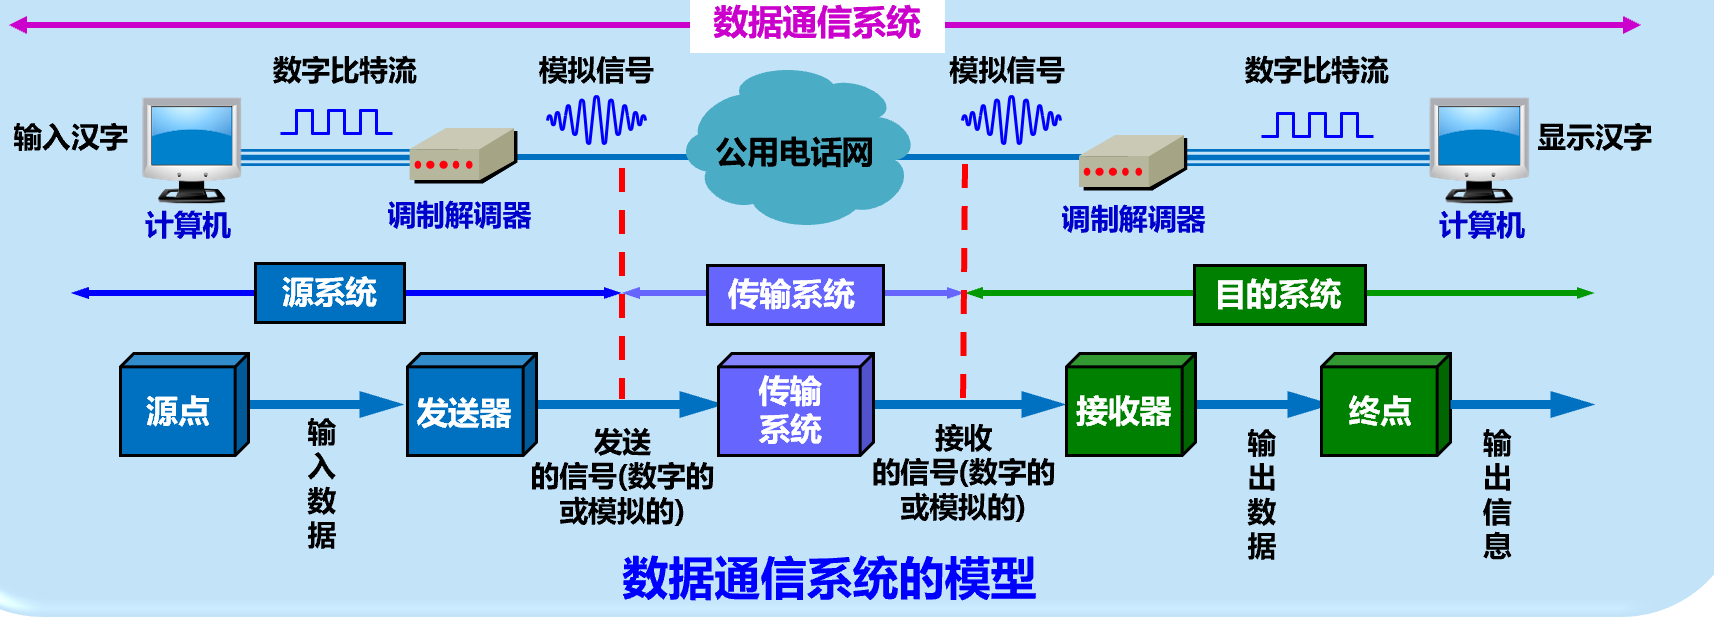 数据通信系统
数字比特流
模拟信号
模拟信号
数字比特流
输入汉字
公用电话网
显示汉字
计算机
调制解调器
调制解调器
计算机
源系统
传输系统
目的系统
源点
发送器
传输
系统
接收器
终点
输入数据
发送
的信号(数字的
或模拟的)
接收
的信号(数字的
或模拟的)
输出数据
输出信息
数据通信系统的模型